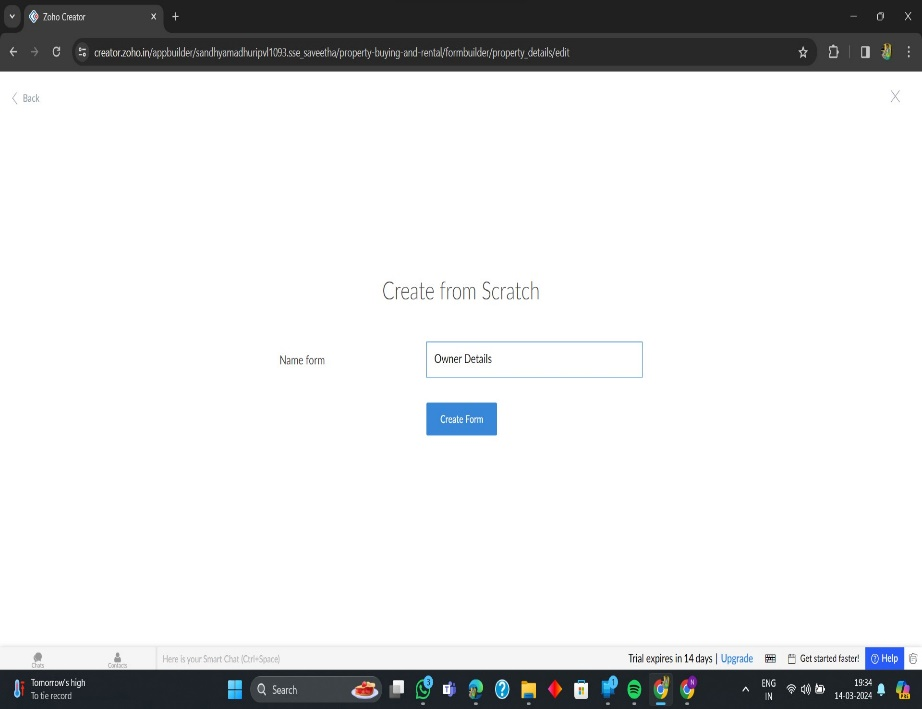 Zoho Creator
creator.zoho.in/appbuilder/sandhyamadhuripvl1093.sse_saveetha/property-buying-and-rental/formbuilder/property_details/edit
Back
Create from Scratch
Name form
Owner Details
Create Form
Chats
Contacts
Here is your Smart Chat (Ctrl+Space)
Trial expires in 14 days | Upgrade
Get started faster!
Help
Tomorrow's high
To tie record
Search
ENG
IN
19:34
14-03-2024